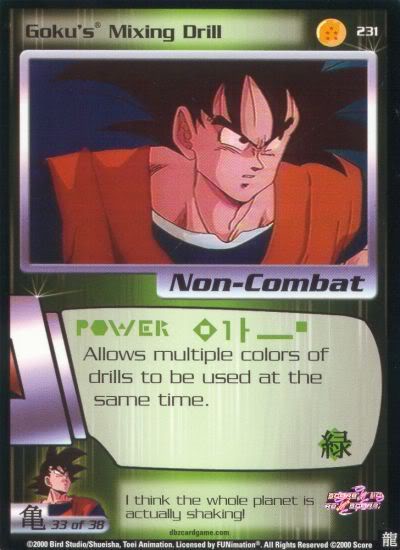 Goku's® Mixing Drill
231
Non-Combat
POWER
Allows multiple colors of
drills to be used at the
same time.
緑
亀
33 of 38
I think the whole planet is
actually shaking!
dbzcardgame.com
©2000 Bird Studio/Shueisha, Toei Animation. Licensed by FUNimation®. All Rights Reserved ©2000 Score
龍